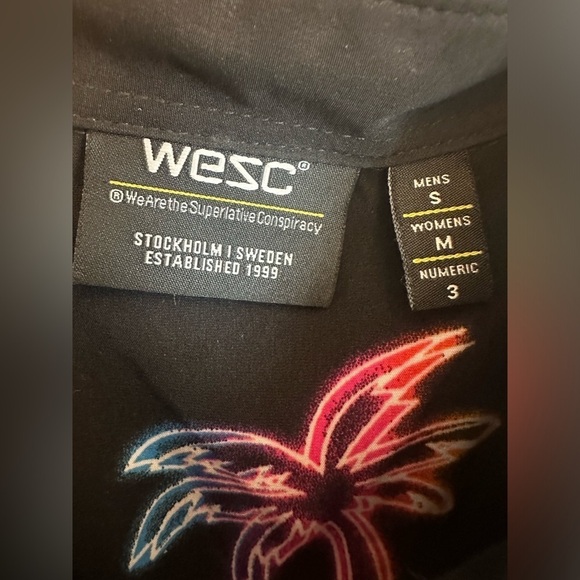 wesc®
® WeAretheSuperlativeConspiracy
STOCKHOLM | SWEDEN
ESTABLISHED 1999
MENS
S
WOMENS
M
NUMERIC
3